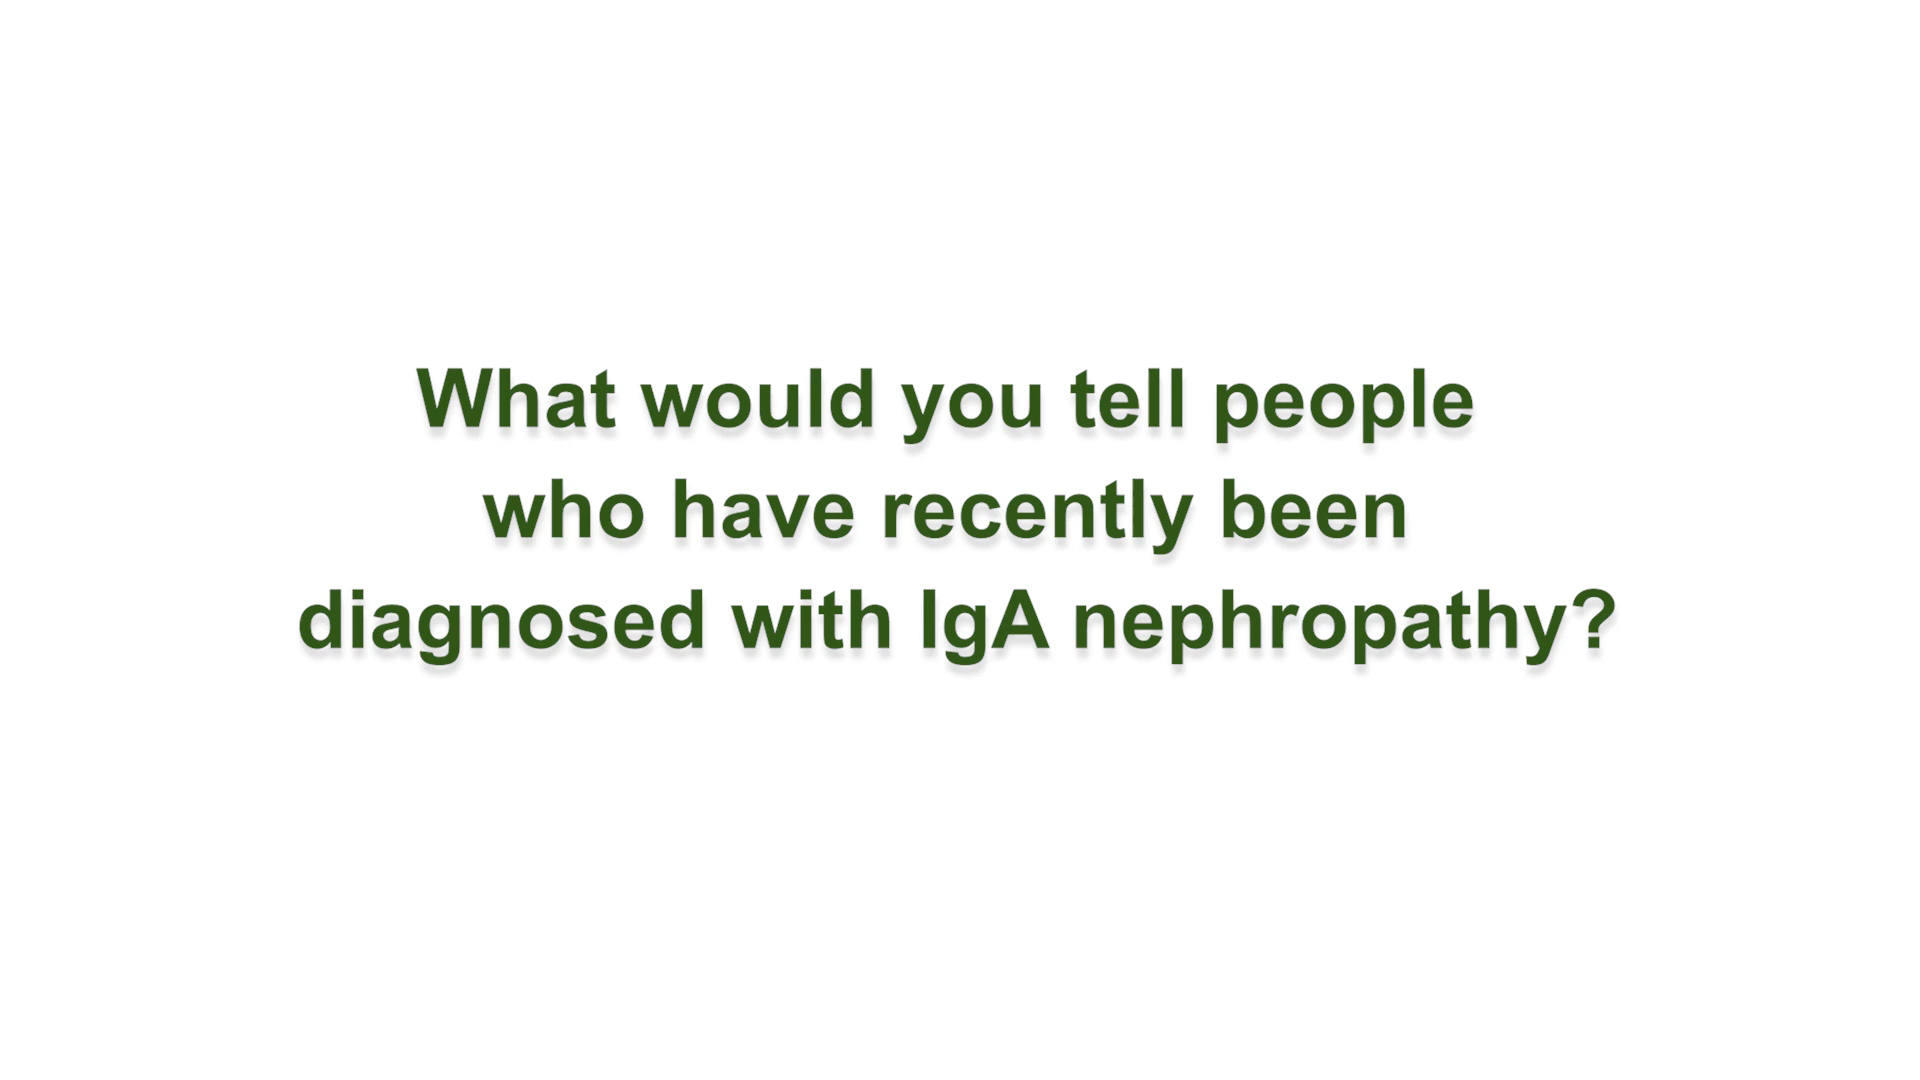 What would you tell people
who have recently been
diagnosed with IgA nephropathy?